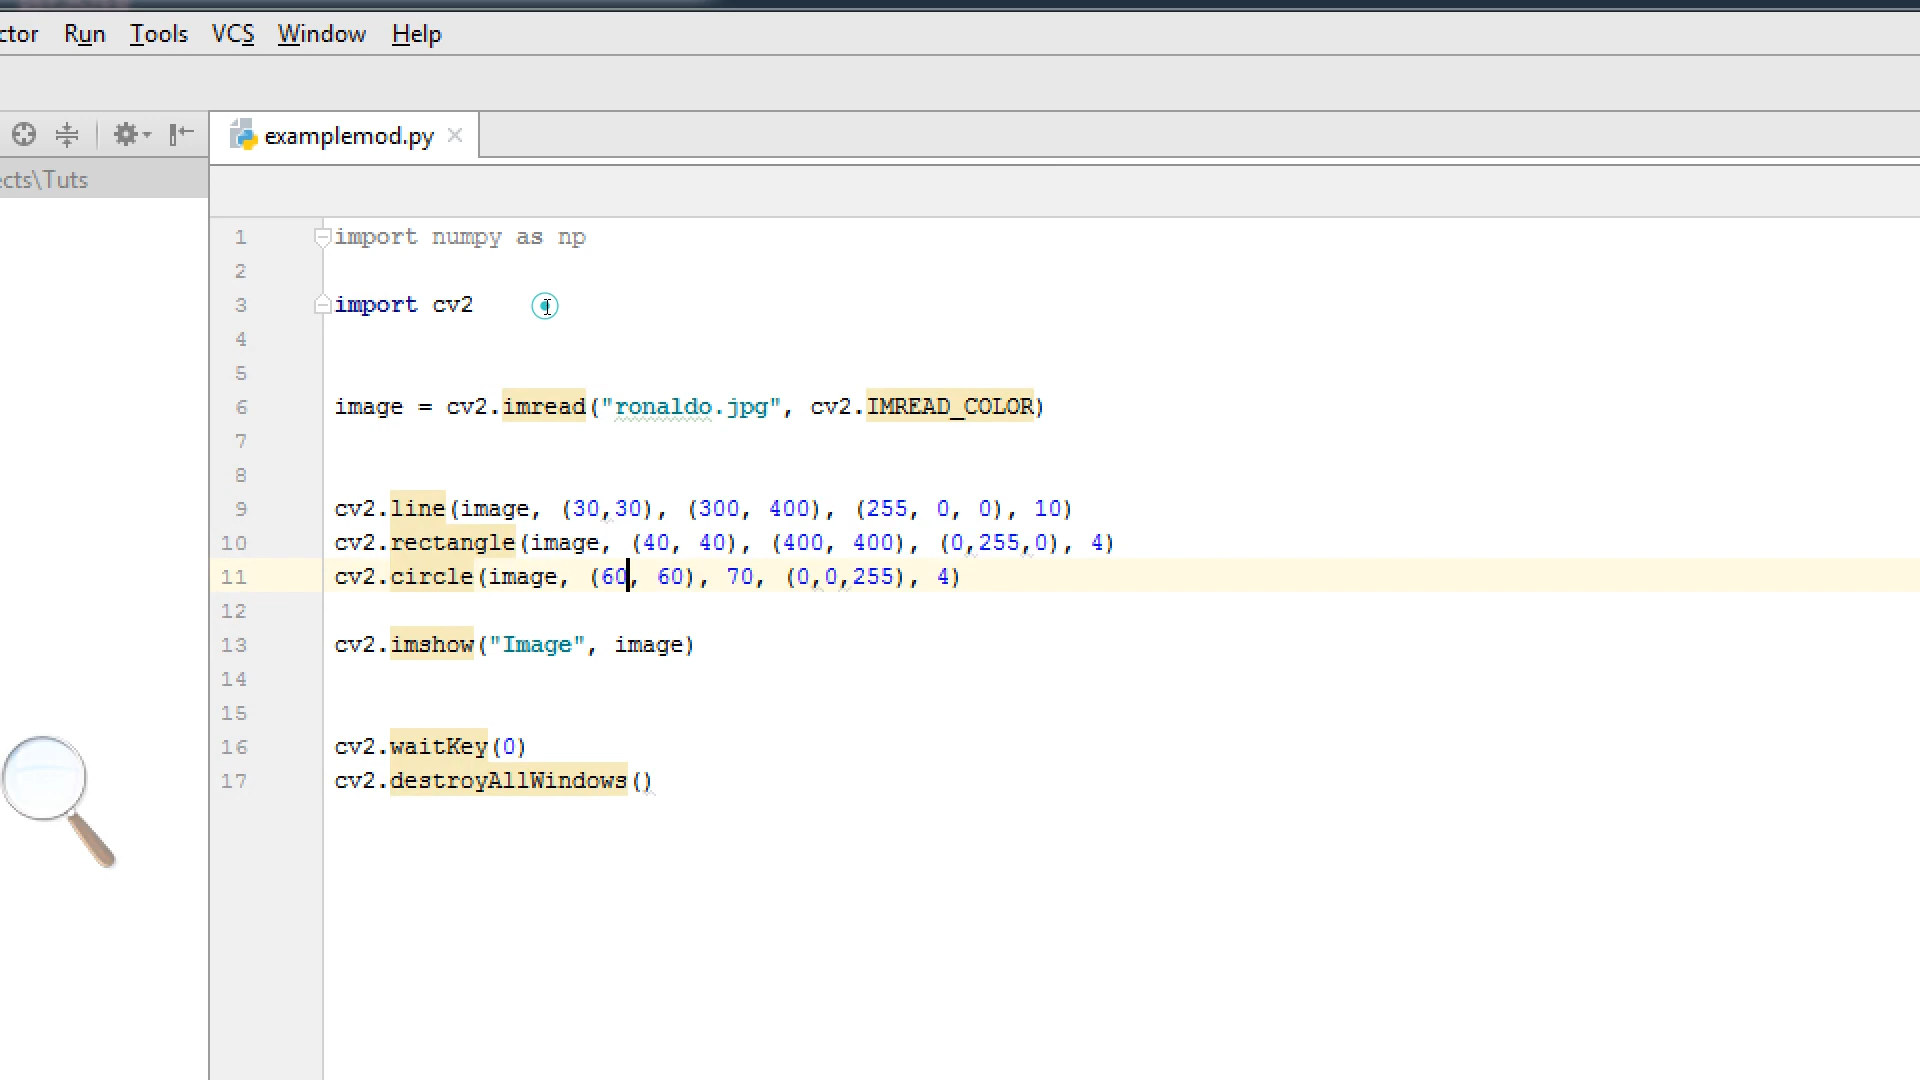 ctor Run Tools VCS Window Help
examplemod.py
ects\Tuts
1 import numpy as np
2
3 import cv2
4
5
6 image = cv2.imread("ronaldo.jpg", cv2.IMREAD_COLOR)
7
8
9 cv2.line(image, (30,30), (300, 400), (255, 0, 0), 10)
10 cv2.rectangle(image, (40, 40), (400, 400), (0,255,0), 4)
11 cv2.circle(image, (60, 60), 70, (0,0,255), 4)
12
13 cv2.imshow("Image", image)
14
15
16 cv2.waitKey(0)
17 cv2.destroyAllWindows()